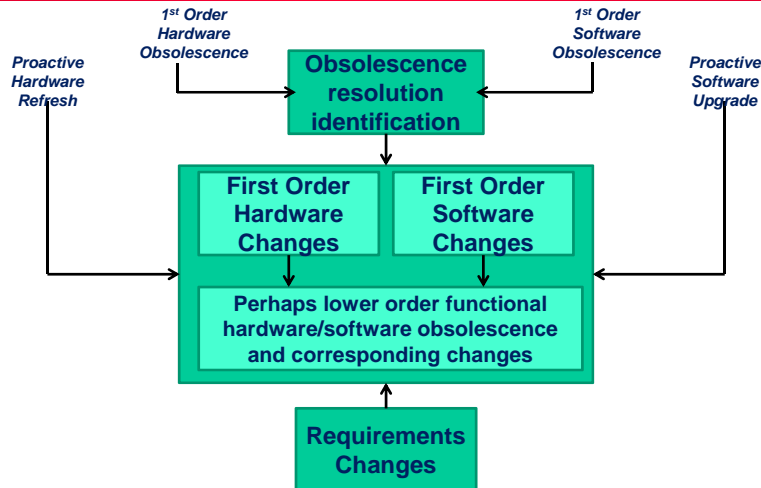 1st Order
Hardware
Obsolescence
1st Order
Software
Obsolescence
Proactive
Hardware
Refresh
Obsolescence
resolution
identification
Proactive
Software
Upgrade
First Order
Hardware
Changes
First Order
Software
Changes
Perhaps lower order functional
hardware/software obsolescence
and corresponding changes
Requirements
Changes